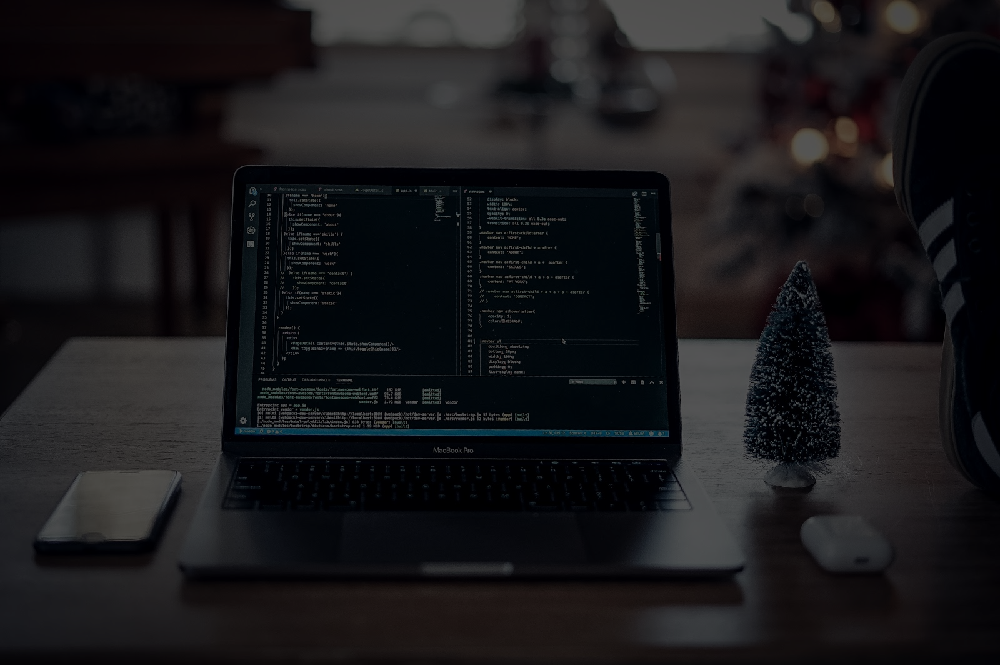 frontpage.scss about.scss PageDetail.js app.js Main.js
10 if(name === 'home'){
11 this.setState({
12 showComponent: 'home'
13 });
14 }else if(name === 'about'){
15 this.setState({
16 showComponent: 'about'
17 });
18 }else if(name ==='skills') {
19 this.setState({
20 showComponent: 'skills'
21 });
22 }else if(name === 'work'){
23 this.setState({
24 showComponent: 'work'
25 });
26 // }else if(name === 'contact') {
27 // this.setState({
28 // showComponent: 'contact'
29 // });
30 }else if(name === 'static'){
31 this.setState({
32 showComponent:'static'
33 });
34 }
35 }
36
37 render() {
38 return (
39 <div>
40 <PageDetail content={this.state.showComponent}/>
41 <Nav toggleShiz={name => {this.toggleShiz(name)}}/>
42 </div>
43 );
44 }
45 }
nav.scss
52 display: block;
53 width: 100%;
54 text-align: center;
55 opacity: 0;
56 -webkit-transition: all 0.3s ease-out;
57 transition: all 0.3s ease-out;
58 }
59 .navbar nav a:first-child:after {
60 content: 'HOME';
61 }
62 .navbar nav a:first-child + a:after {
63 content: 'ABOUT';
64 }
65 .navbar nav a:first-child + a + a:after {
66 content: 'SKILLS';
67 }
68 .navbar nav a:first-child + a + a + a:after {
69 content: 'MY WORK';
70 }
71 // .navbar nav a:first-child + a + a + a + a:after {
72 // content: 'CONTACT';
73 // }
74
75 .navbar nav a:hover:after{
76 opacity: 1;
77 color: #934A5F;
78 }
79
80
81 .navbar ul
82 position: absolute;
83 bottom: 20px;
84 width: 100%;
85 display: block;
86 padding: 0;
87 list-style: none;
PROBLEMS OUTPUT DEBUG CONSOLE TERMINAL
node_modules/font-awesome/fonts/fontawesome-webfont.ttf 162 KiB [emitted]
node_modules/font-awesome/fonts/fontawesome-webfont.woff 95.7 KiB [emitted]
node_modules/font-awesome/fonts/fontawesome-webfont.woff2 75.4 KiB [emitted]
vendor.js 1.72 MiB vendor [emitted] vendor
Entrypoint app = app.js
Entrypoint vendor = vendor.js
[0] multi (webpack)-dev-server/client?http://localhost:3000 (webpack)/hot/dev-server.js ./src/bootstrap.js 52 bytes {app} [built]
[1] multi (webpack)-dev-server/client?http://localhost:3000 (webpack)/hot/dev-server.js ./src/vendor.js 52 bytes {vendor} [built]
[./node_modules/babel-polyfill/lib/index.js] 833 bytes {vendor} [built]
[./node_modules/bootstrap/dist/css/bootstrap.css] 1.19 KiB {app} [built]
master Ln 81, Col 12 Spaces: 4 UTF-8 LF SCSS ESLint
MacBook Pro